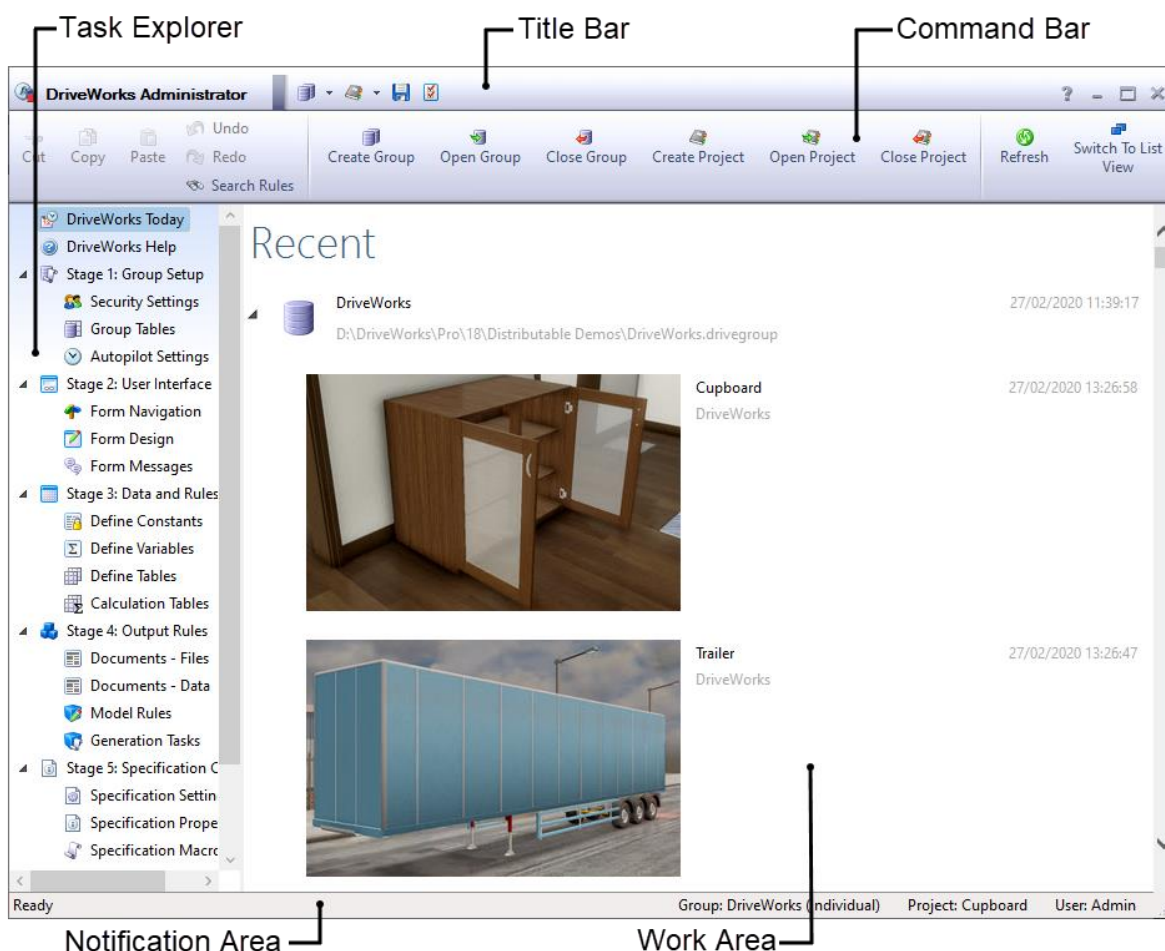 Task Explorer
Title Bar
Command Bar
DriveWorks Administrator
Cut
Copy
Paste
Undo
Redo
Search Rules
Create Group
Open Group
Close Group
Create Project
Open Project
Close Project
Refresh
Switch To List
View
DriveWorks Today
DriveWorks Help
Stage 1: Group Setup
Security Settings
Group Tables
Autopilot Settings
Stage 2: User Interface
Form Navigation
Form Design
Form Messages
Stage 3: Data and Rules
Define Constants
Define Variables
Define Tables
Calculation Tables
Stage 4: Output Rules
Documents - Files
Documents - Data
Model Rules
Generation Tasks
Stage 5: Specification C
Specification Settin
Specification Prope
Specification Macro
Recent
DriveWorks
27/02/2020 11:39:17
D:\DriveWorks\Pro\18\Distributable Demos\DriveWorks.drivegroup
Cupboard
27/02/2020 13:26:58
DriveWorks
Trailer
27/02/2020 13:26:47
DriveWorks
Ready
Group: DriveWorks (Individual)
Project: Cupboard
User: Admin
Notification Area
Work Area